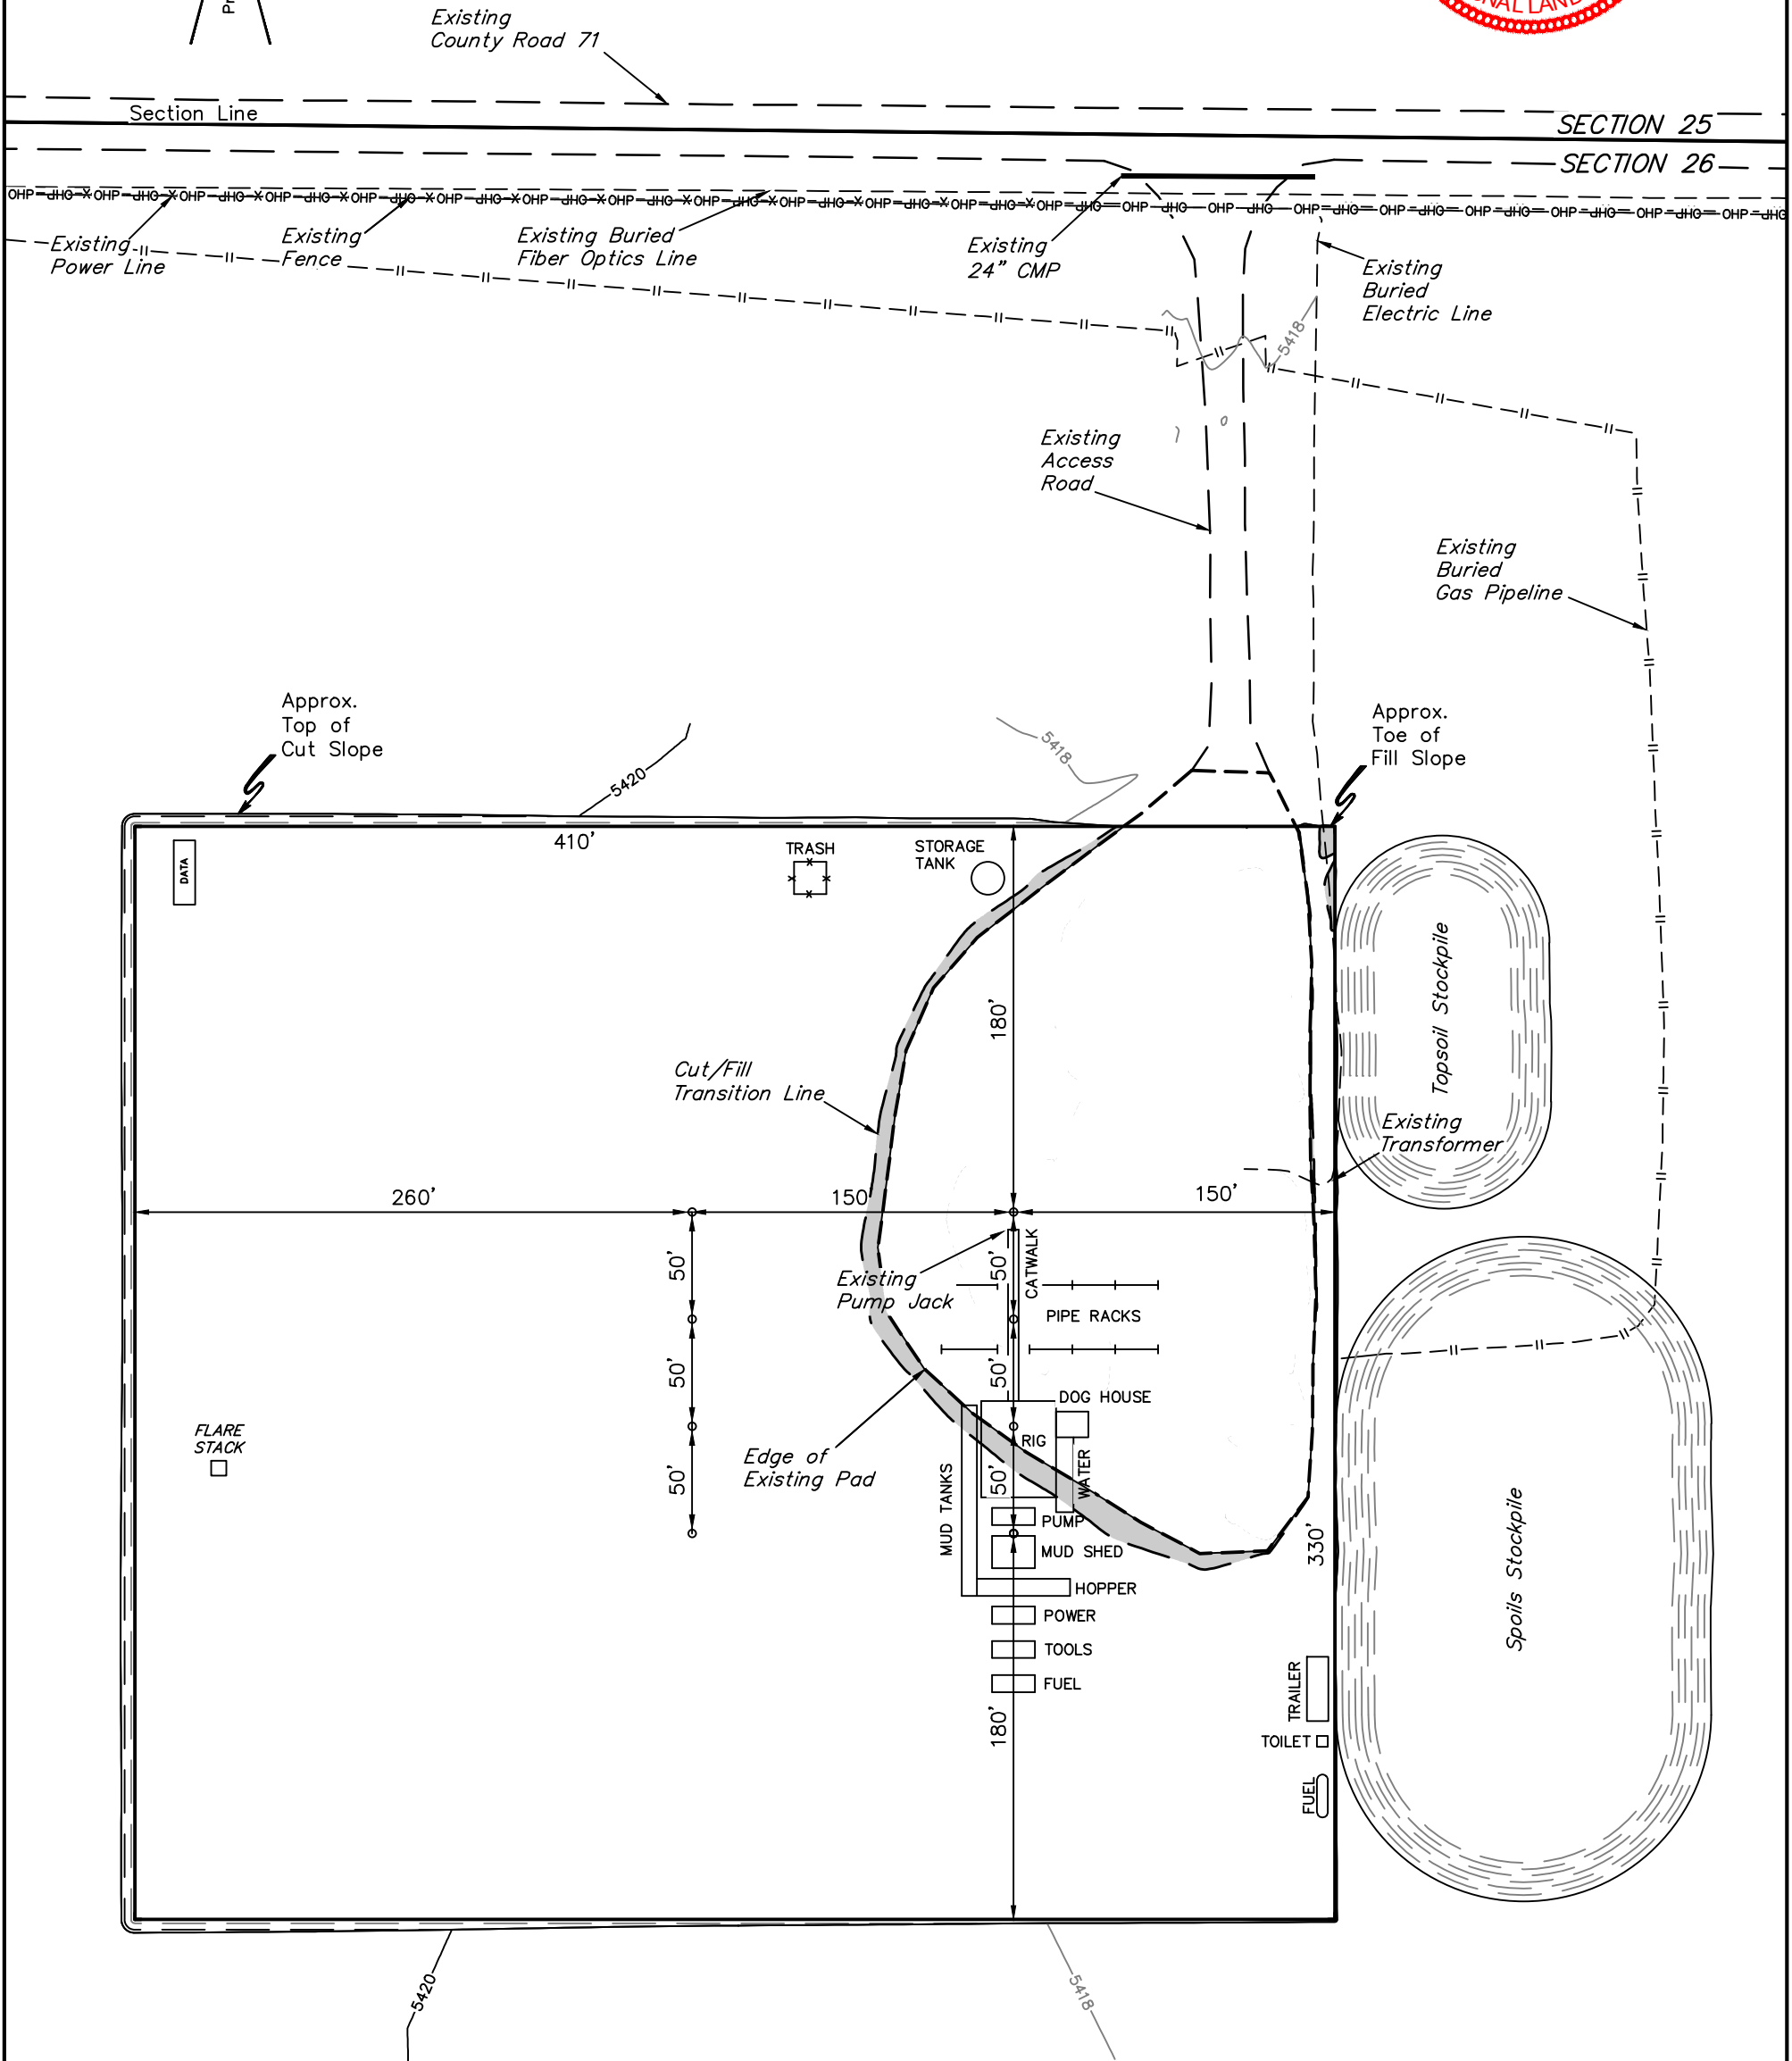 Pr
NAL LAN
Existing
County Road 71
Section Line
SECTION 25
SECTION 26
OHP
Existing
Power Line
Existing
Fence
Existing Buried
Fiber Optics Line
Existing
24" CMP
Existing
Buried
Electric Line
5418
Existing
Access
Road
Existing
Buried
Gas Pipeline
Approx.
Top of
Cut Slope
5420
5418
Approx.
Toe of
Fill Slope
410'
DATA
TRASH
STORAGE
TANK
180'
Topsoil Stockpile
Cut/Fill
Transition Line
Existing
Transformer
260'
150'
150'
50'
50'
50'
50'
50'
50'
CATWALK
Existing
Pump Jack
PIPE RACKS
DOG HOUSE
RIG
WATER
FLARE
STACK
Edge of
Existing Pad
MUD TANKS
PUMP
MUD SHED
HOPPER
POWER
TOOLS
FUEL
330'
Spoils Stockpile
180'
TRAILER
TOILET
FUEL
5420
5418